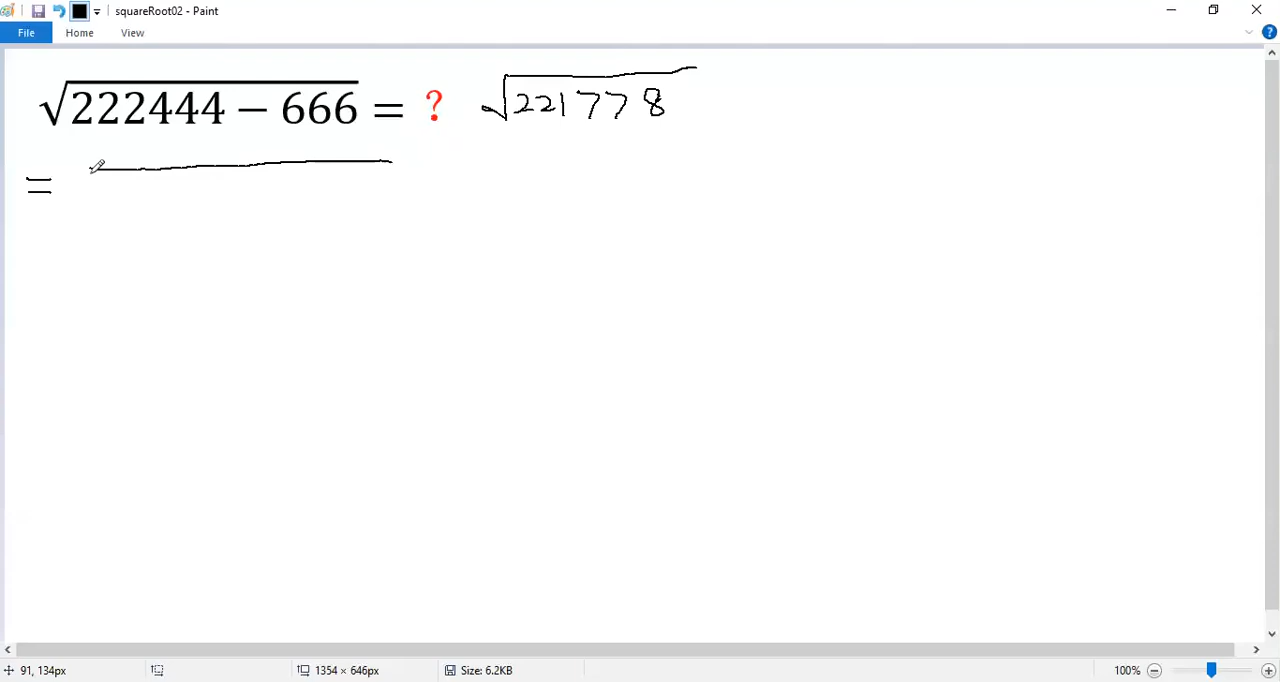 squareRoot02 - Paint
File Home View
√222444 − 666 = ? √221778
=
91, 134px 1354 × 646px Size: 6.2KB 100%